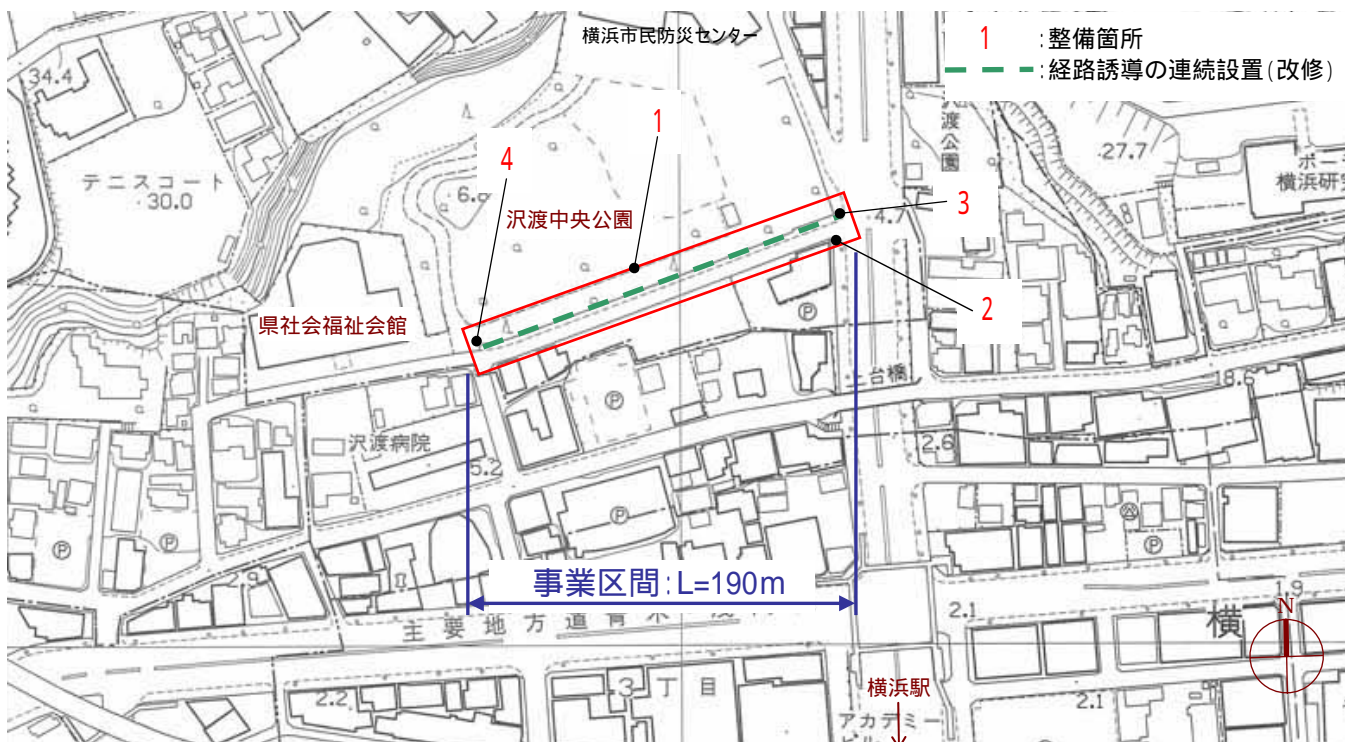 横浜市民防災センター
1 :整備箇所
:経路誘導の連続設置(改修)
34.4
1
4
テニスコート
30.0
沢渡中央公園
3
4.7
渡公園
27.7
横浜研究
2
県社会福祉会館
P
二台橋
8.6
沢渡病院
5.2
P
2.6
P
P
P
P
事業区間:L=190m
主要地方道青木
2.1
1.9
横
N
3丁目
2.2
横浜駅
2.1
アカデミー